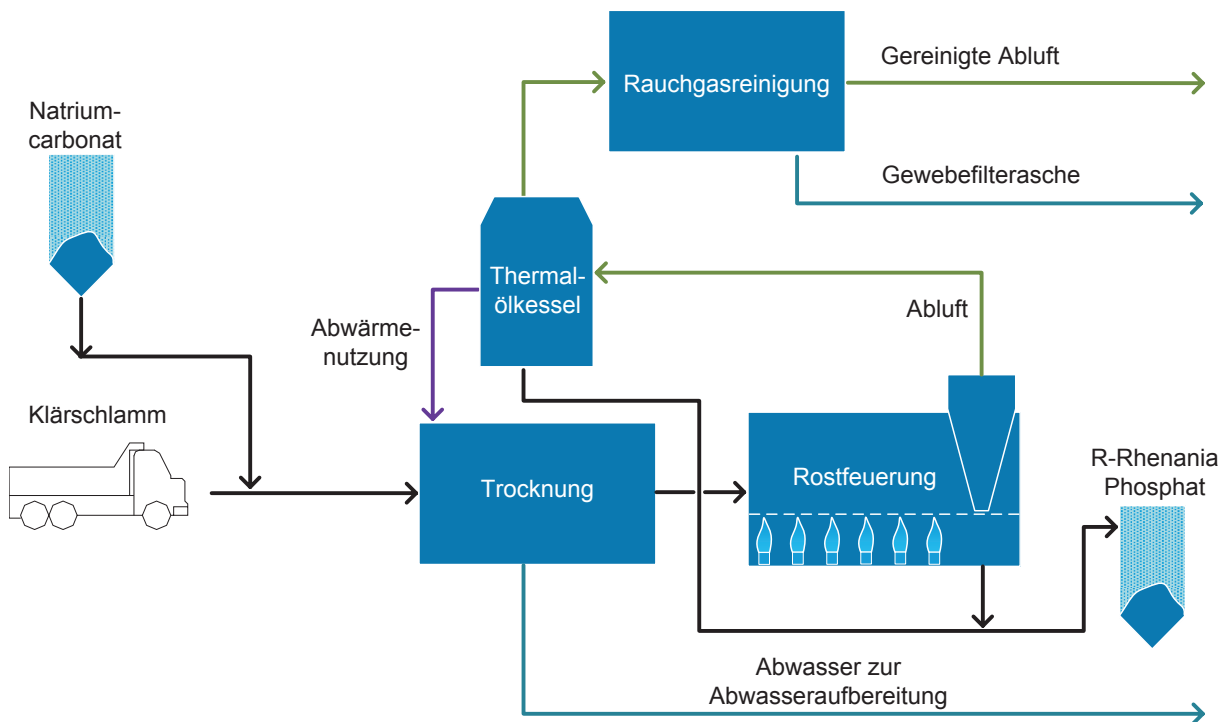 Gereinigte Abluft
Rauchgasreinigung
Natrium-
carbonat
Gewebefilterasche
Thermal-
ölkessel
Abluft
Abwärme-
nutzung
Klärschlamm
R-Rhenania
Phosphat
Trocknung
Rostfeuerung
Abwasser zur
Abwasseraufbereitung